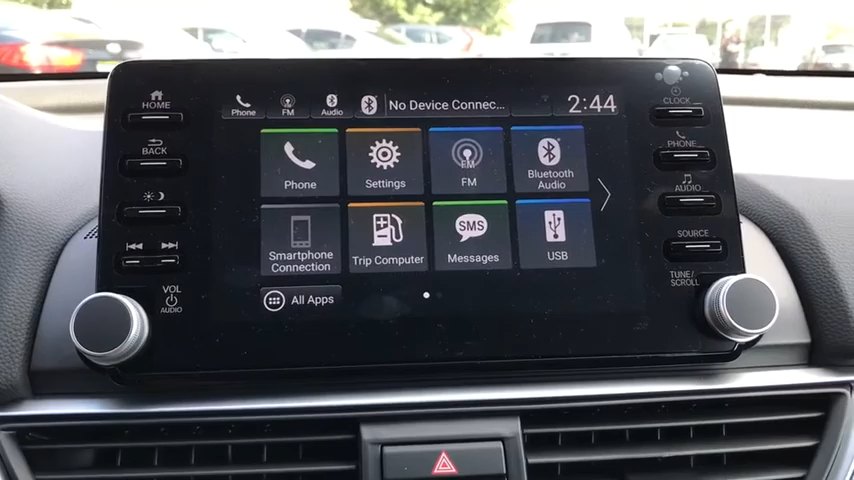 HOME
BACK
VOL
AUDIO
Phone
FM
Audio
No Device Connec...
2:44
Phone
Settings
FM
FM
Bluetooth
Audio
Smartphone
Connection
Trip Computer
SMS
Messages
USB
All Apps
CLOCK
PHONE
AUDIO
SOURCE
TUNE/
SCROLL